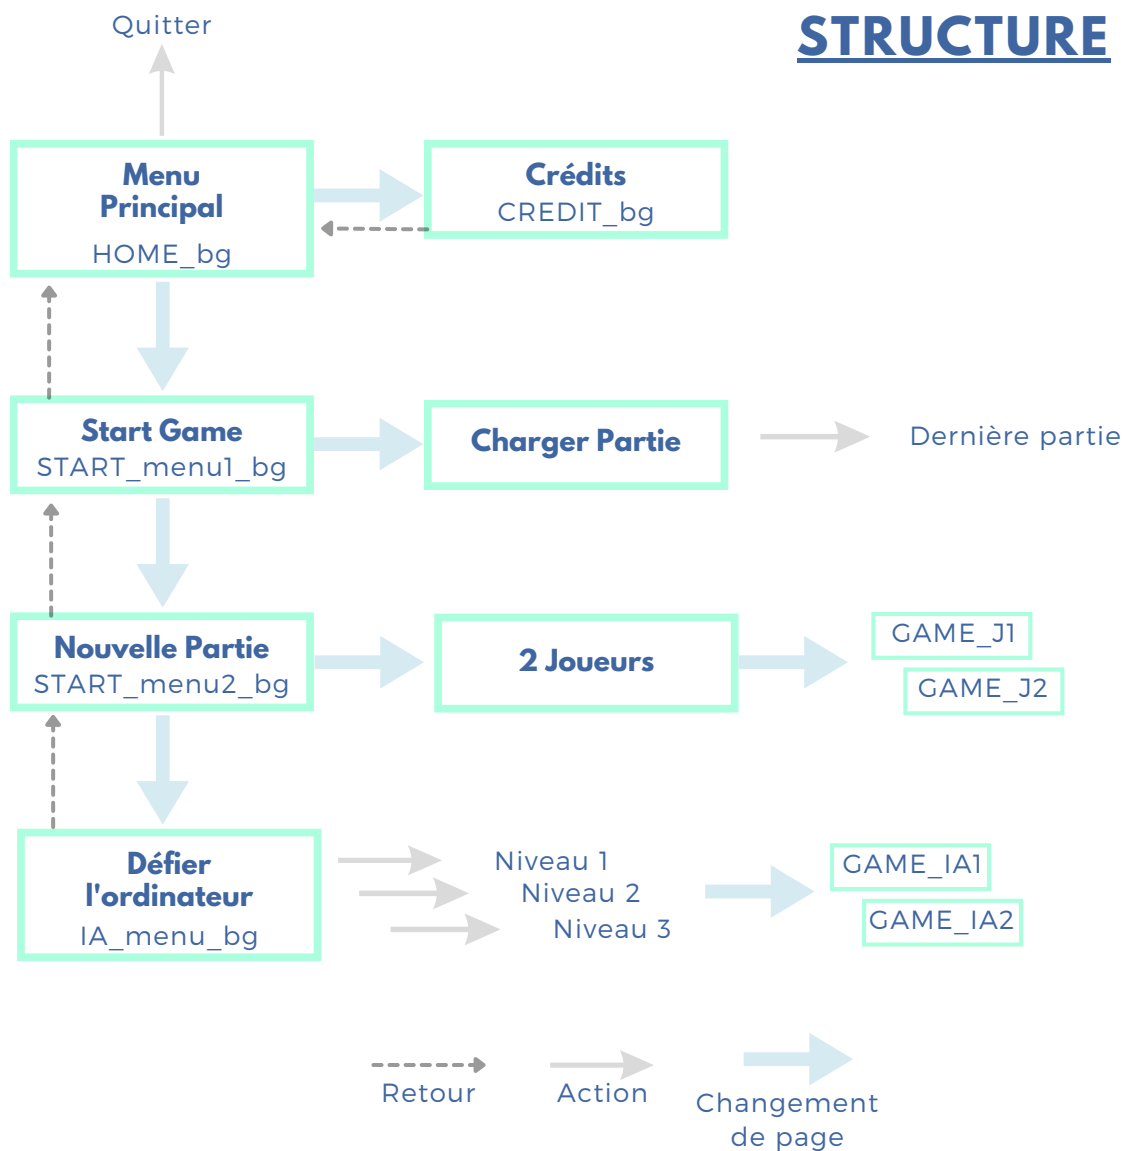 STRUCTURE
Quitter
Menu
Principal
HOME_bg
Crédits
CREDIT_bg
Start Game
START_menu1_bg
Charger Partie
Dernière partie
Nouvelle Partie
START_menu2_bg
2 Joueurs
GAME_J1
GAME_J2
Défier
l'ordinateur
IA_menu_bg
Niveau 1
Niveau 2
Niveau 3
GAME_IA1
GAME_IA2
Retour
Action
Changement
de page